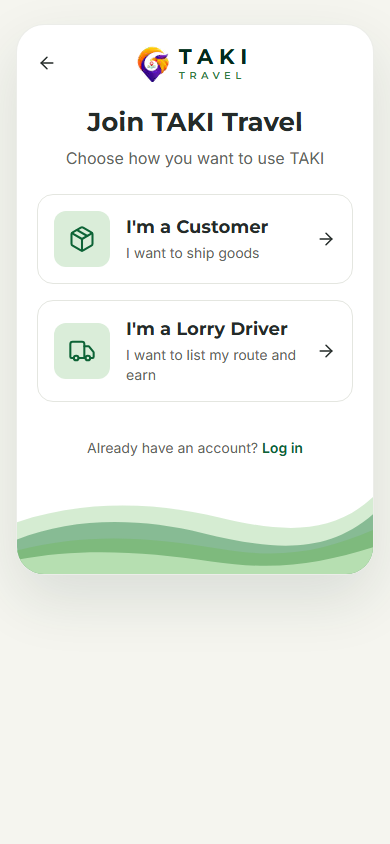 TAKI
TRAVEL
Join TAKI Travel
Choose how you want to use TAKI
I'm a Customer
I want to ship goods
I'm a Lorry Driver
I want to list my route and
earn
Already have an account? Log in